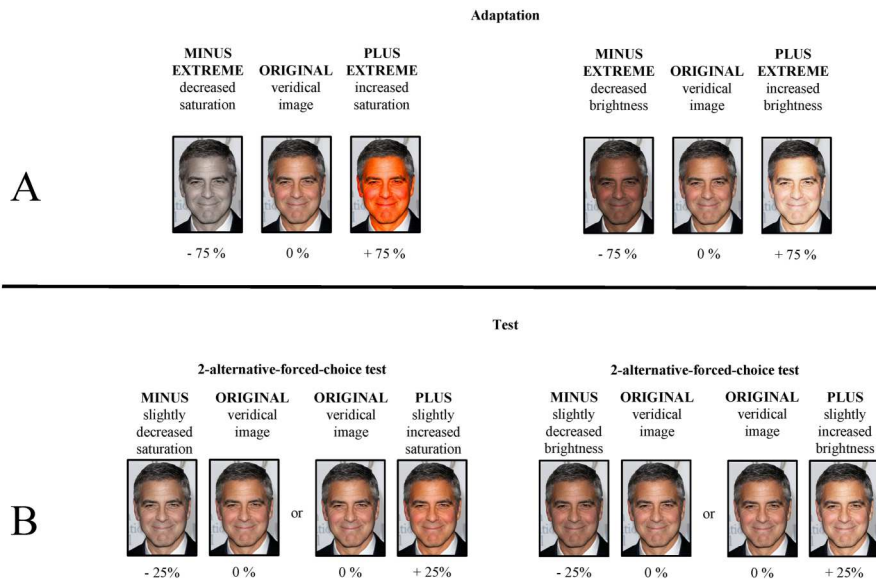 Adaptation
MINUS EXTREME decreased saturation
ORIGINAL veridical image
PLUS EXTREME increased saturation
MINUS EXTREME decreased brightness
ORIGINAL veridical image
PLUS EXTREME increased brightness
A
- 75 % 0 % + 75 % -75 % 0 % + 75 %
Test
2-alternative-forced-choice test 2-alternative-forced-choice test
MINUS slightly decreased saturation
ORIGINAL veridical image
ORIGINAL veridical image
PLUS slightly increased saturation
MINUS slightly decreased brightness
ORIGINAL veridical image
ORIGINAL veridical image
PLUS slightly increased brightness
B
or or
- 25% 0 % 0 % + 25% -25% 0 % 0 % + 25%